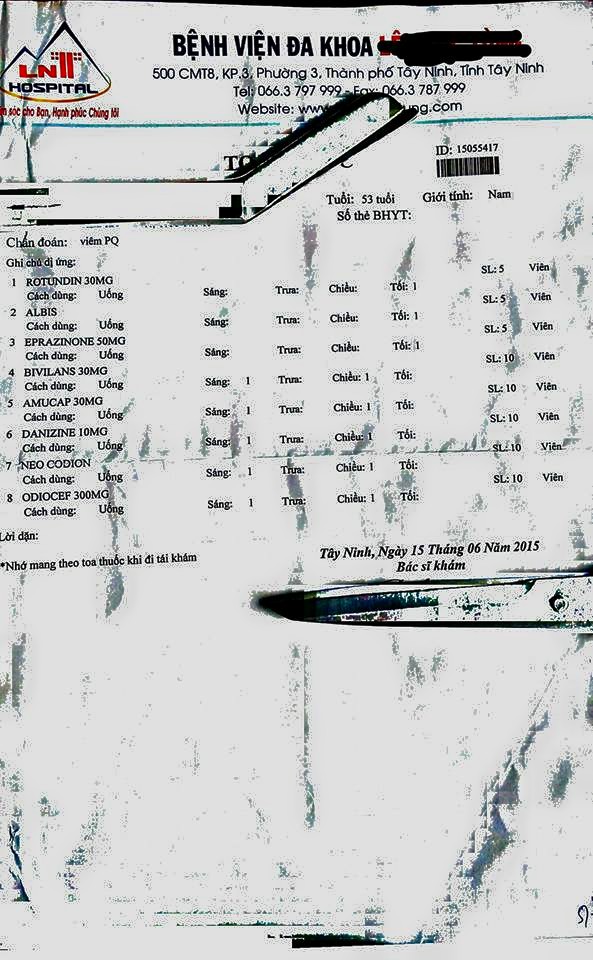 LNT
HOSPITAL
sóc cho Bạn, Hạnh phúc Chúng tôi
BỆNH VIỆN ĐA KHOA
500 CMT8, KP.3, Phường 3, Thành phố Tây Ninh, Tỉnh Tây Ninh
Tel: 066.3 797 999 - Fax: 066.3 787 999
Website: www ung.com
ID: 15055417
Tuổi: 53 tuổi Giới tính: Nam
Số thẻ BHYT:
Chẩn đoán: viêm PQ
Ghi chú dị ứng:
1 ROTUNDIN 30MG SL: 5 Viên
Cách dùng: Uống Sáng: Trưa: Chiều: Tối: 1
2 ALBIS SL: 5 Viên
Cách dùng: Uống Sáng: Trưa: Chiều: Tối: 1
3 EPRAZINONE 50MG SL: 5 Viên
Cách dùng: Uống Sáng: Trưa: Chiều: Tối: 1
4 BIVILANS 30MG SL: 10 Viên
Cách dùng: Uống Sáng: 1 Trưa: Chiều: 1 Tối:
5 AMUCAP 30MG SL: 10 Viên
Cách dùng: Uống Sáng: 1 Trưa: Chiều: 1 Tối:
6 DANIZINE 10MG SL: 10 Viên
Cách dùng: Uống Sáng: 1 Trưa: Chiều: 1 Tối:
7 NEO CODION SL: 10 Viên
Cách dùng: Uống Sáng: 1 Trưa: Chiều: 1 Tối:
8 ODIOCEF 300MG SL: 10 Viên
Cách dùng: Uống Sáng: 1 Trưa: Chiều: 1 Tối:
Lời dặn:
*Nhớ mang theo toa thuốc khi đi tái khám
Tây Ninh, Ngày 15 Tháng 06 Năm 2015
Bác sĩ khám